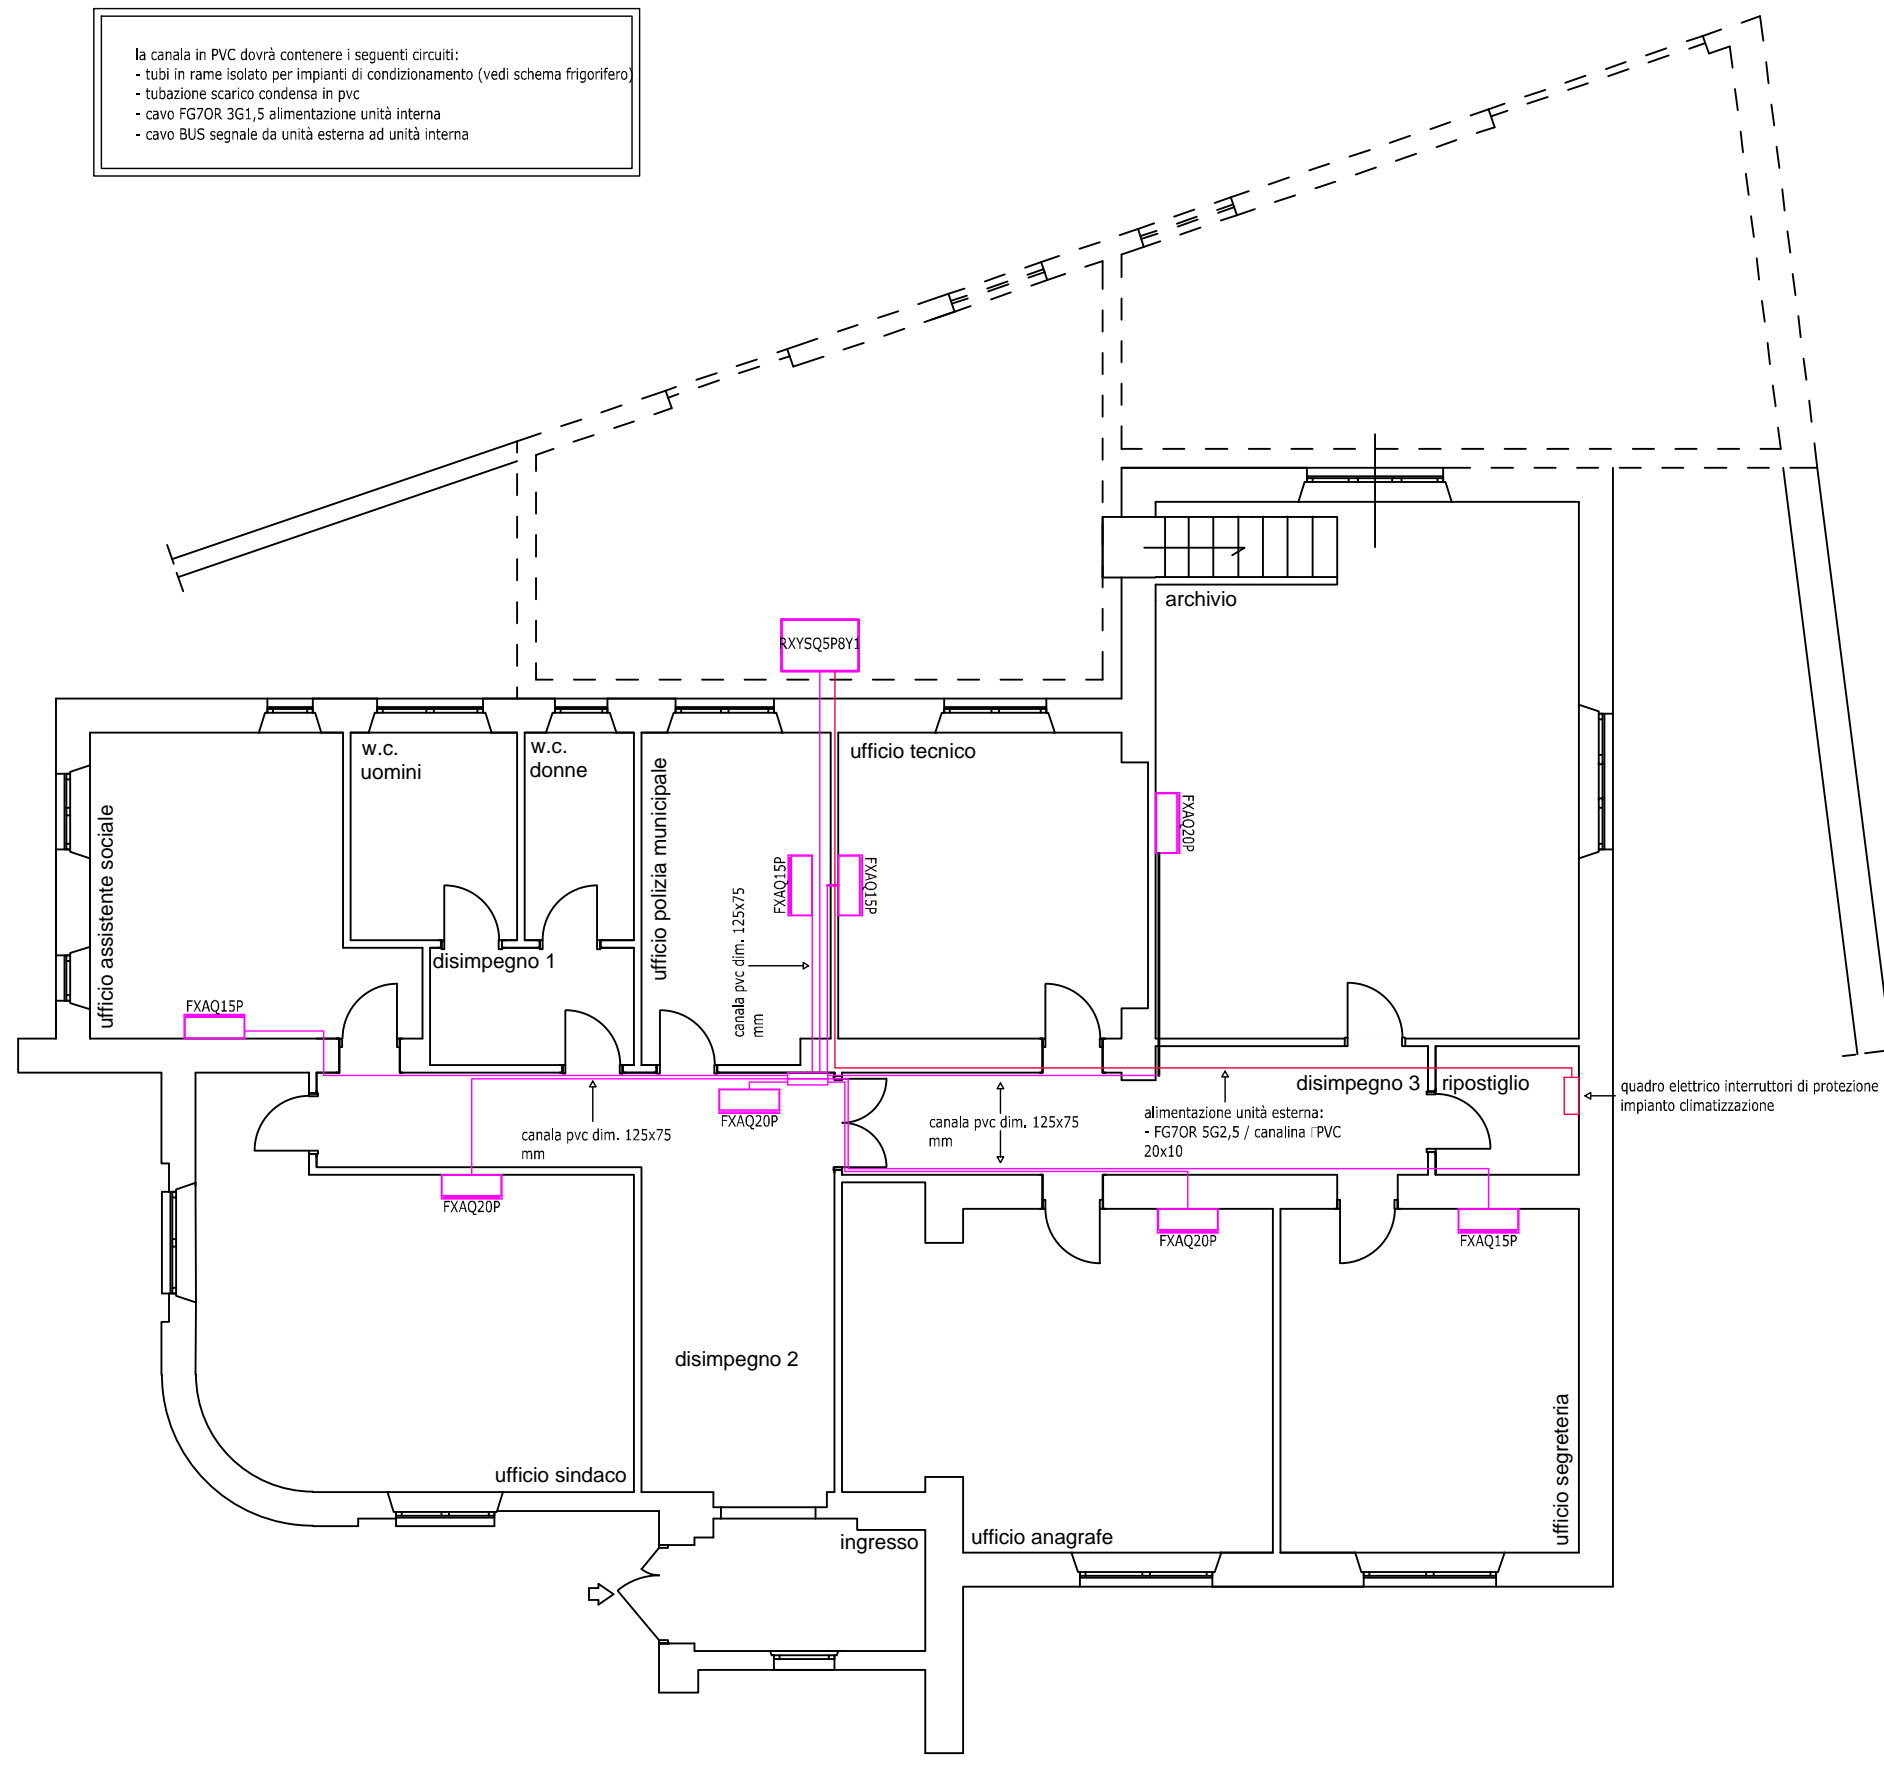 la canala in PVC dovrà contenere i seguenti circuiti:
- tubi in rame isolato per impianti di condizionamento (vedi schema frigorifero)
- tubazione scarico condensa in pvc
- cavo FG7OR 3G1,5 alimentazione unità interna
- cavo BUS segnale da unità esterna ad unità interna
archivio
RXYSQ5P8Y1
w.c.
uomini
w.c.
donne
ufficio tecnico
ufficio assistente sociale
ufficio polizia municipale
FXAQ20P
FXAQ15P
FXAQ15P
canala pvc dim. 125x75
mm
disimpegno 1
FXAQ15P
disimpegno 3
ripostiglio
quadro elettrico interruttori di protezione
impianto climatizzazione
FXAQ20P
canala pvc dim. 125x75
mm
canala pvc dim. 125x75
mm
alimentazione unità esterna:
- FG7OR 5G2,5 / canalina PVC
20x10
FXAQ20P
FXAQ20P
FXAQ15P
disimpegno 2
ufficio sindaco
ufficio segreteria
ingresso
ufficio anagrafe